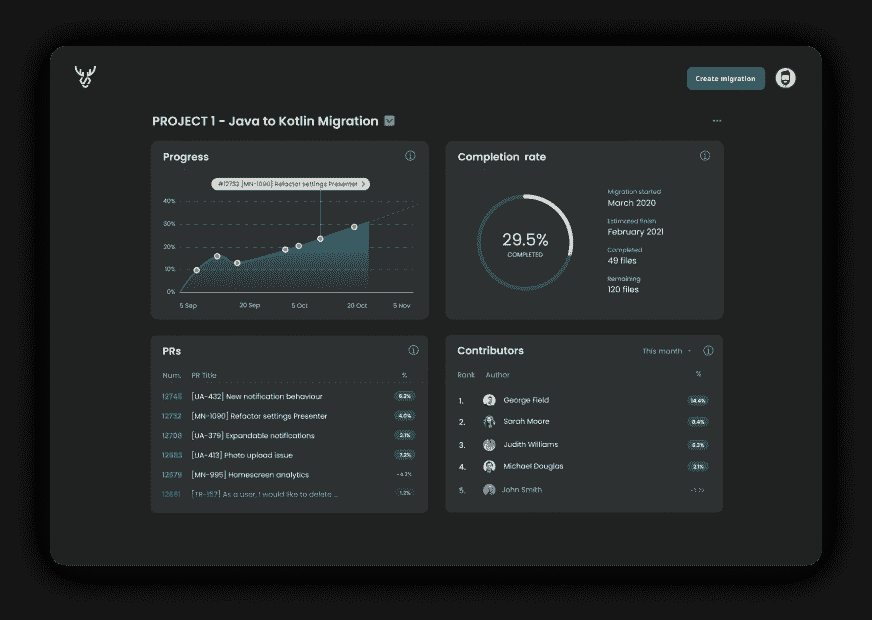 Create migration
PROJECT 1 - Java to Kotlin Migration
...
Progress
#12732 [MN-1090] Refactor settings Presenter
40%
30%
20%
10%
0%
5 Sep 20 Sep 5 Oct 20 Oct 5 Nov
Completion rate
29.5%
COMPLETED
Migration started
March 2020
Estimated finish
February 2021
Completed
49 files
Remaining
120 files
PRs
Num. PR Title %
12746 [UA-432] New notification behaviour 6.2%
12732 [MN-1090] Refactor settings Presenter 4.0%
12708 [UA-379] Expandable notifications 3.1%
12683 [UA-413] Photo upload issue 7.2%
12679 [MN-995] Homescreen analytics
12661 [TR-157] As a user, I would like to delete ... 1.2%
Contributors
This month
Rank Author %
1. George Field 14.4%
2. Sarah Moore 8.4%
3. Judith Williams 6.2%
4. Michael Douglas 2.1%
5. John Smith